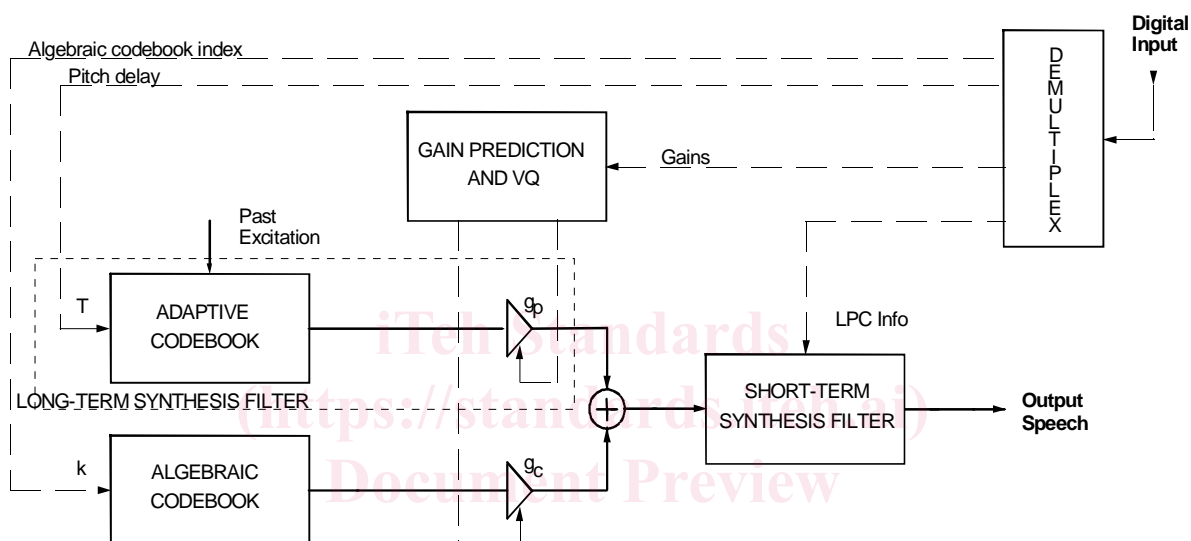 Digital
Input
Algebraic codebook index
Pitch delay
DEMULTIPLEX
GAIN PREDICTION
AND VQ
Gains
Past
Excitation
T
ADAPTIVE
CODEBOOK
gp
LPC Info
LONG-TERM SYNTHESIS FILTER
SHORT-TERM
SYNTHESIS FILTER
Output
Speech
k
ALGEBRAIC
CODEBOOK
gc
iTeh Standards
(https://standards.iteh.ai)
Document Preview